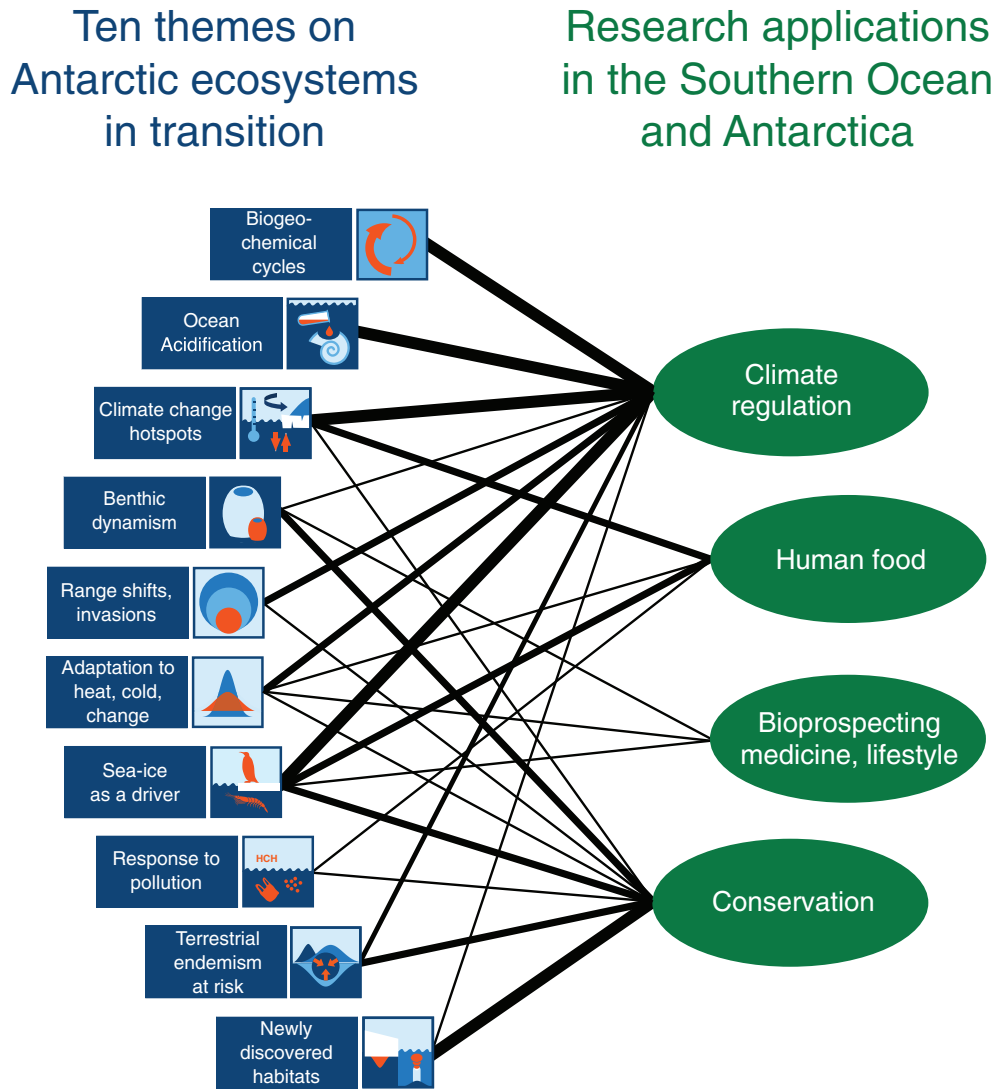 Ten themes on
Antarctic ecosystems
in transition
Research applications
in the Southern Ocean
and Antarctica
Biogeo-
chemical
cycles
Ocean
Acidification
Climate change
hotspots
Benthic
dynamism
Range shifts,
invasions
Adaptation to
heat, cold,
change
Sea-ice
as a driver
Response to
pollution
HCH
Terrestrial
endemism
at risk
Newly
discovered
habitats
Climate
regulation
Human food
Bioprospecting
medicine, lifestyle
Conservation